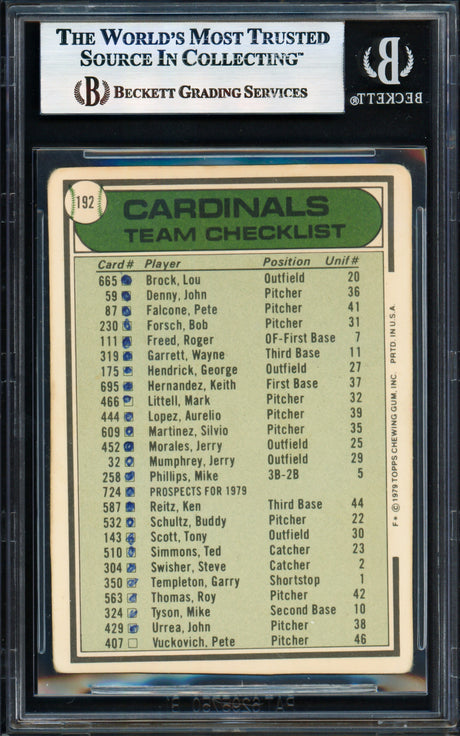 THE WORLD'S MOST TRUSTED
SOURCE IN COLLECTING™
BECKETT GRADING SERVICES
BECKETT®
192
CARDINALS
TEAM CHECKLIST
Card# Player Position Unif#
665 Brock, Lou Outfield 20
59 Denny, John Pitcher 36
87 Falcone, Pete Pitcher 41
230 Forsch, Bob Pitcher 31
111 Freed, Roger OF-First Base 7
319 Garrett, Wayne Third Base 11
175 Hendrick, George Outfield 27
695 Hernandez, Keith First Base 37
466 Littell, Mark Pitcher 32
444 Lopez, Aurelio Pitcher 39
609 Martinez, Silvio Pitcher 35
452 Morales, Jerry Outfield 25
32 Mumphrey, Jerry Outfield 29
258 Phillips, Mike 3B-2B 5
724 PROSPECTS FOR 1979
587 Reitz, Ken Third Base 44
532 Schultz, Buddy Pitcher 22
143 Scott, Tony Outfield 30
510 Simmons, Ted Catcher 23
304 Swisher, Steve Catcher 2
350 Templeton, Garry Shortstop 1
563 Thomas, Roy Pitcher 42
324 Tyson, Mike Second Base 10
429 Urrea, John Pitcher 38
407 Vuckovich, Pete Pitcher 46
F* © 1979 TOPPS CHEWING GUM, INC. PRTD. IN U.S.A.